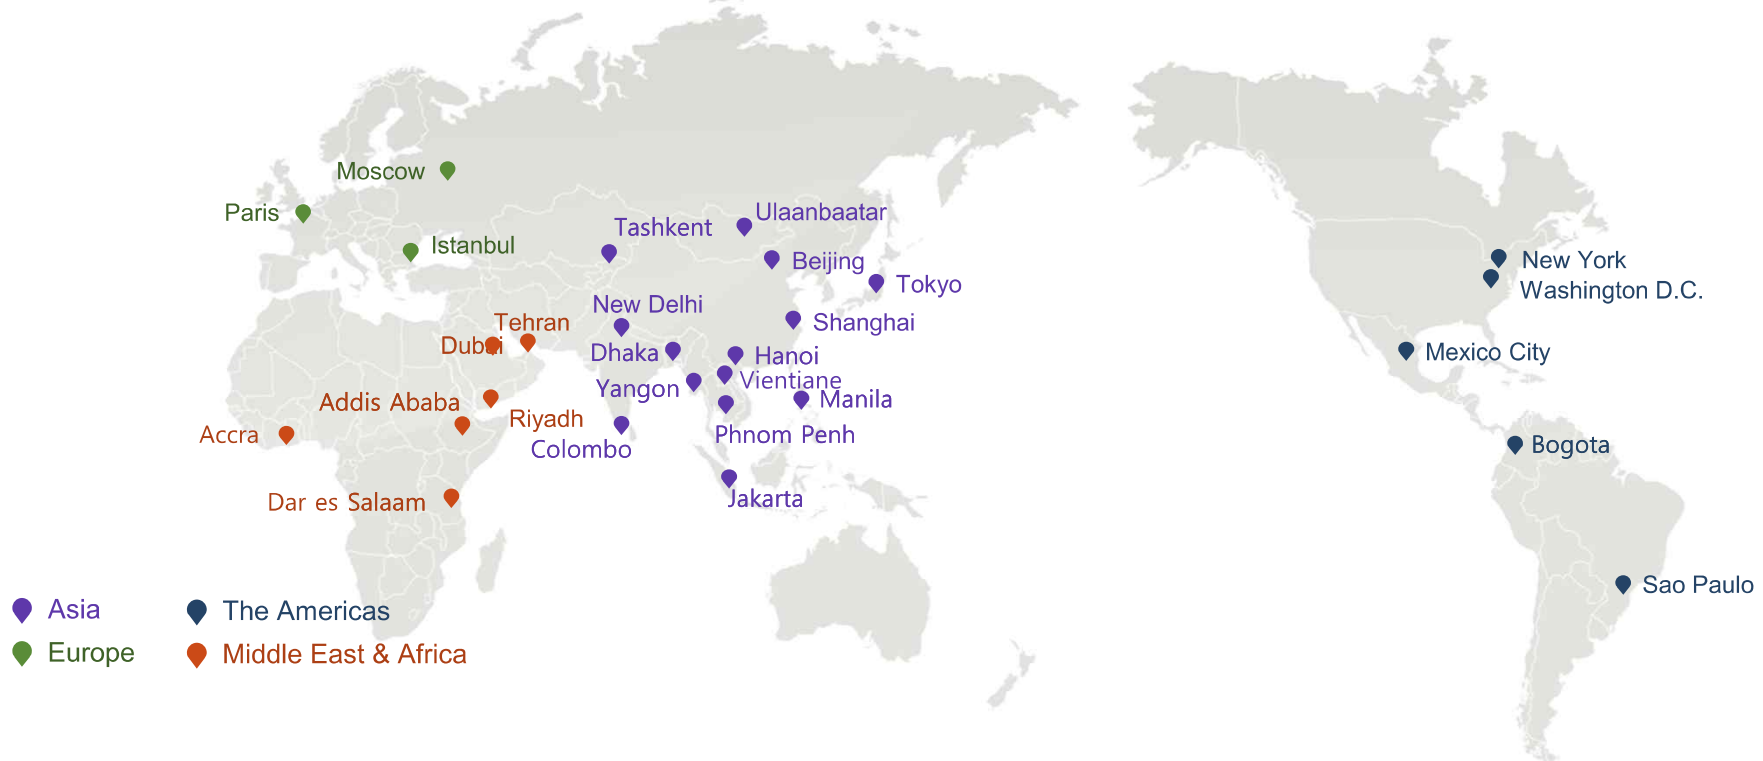 Moscow
Paris
Istanbul
Tashkent
Ulaanbaatar
Beijing
Tokyo
New Delhi
Shanghai
Tehran
Dubai
Dhaka
Hanoi
Yangon
Vientiane
Manila
Addis Ababa
Riyadh
Accra
Colombo
Phnom Penh
Dar es Salaam
Jakarta
New York
Washington D.C.
Mexico City
Bogota
Sao Paulo
Asia
The Americas
Europe
Middle East & Africa